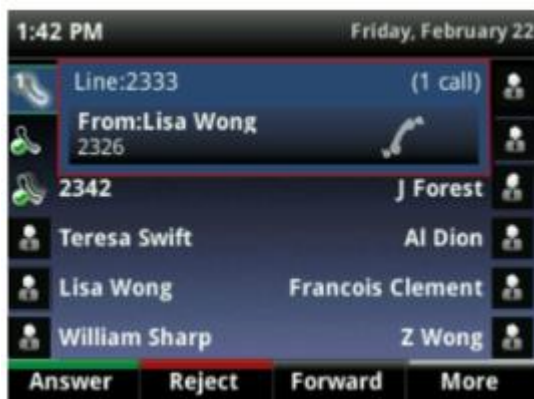 1:42 PM Friday, February 22
Line:2333 (1 call)
From:Lisa Wong
2326
2342 J Forest
Teresa Swift Al Dion
Lisa Wong Francois Clement
William Sharp Z Wong
Answer Reject Forward More